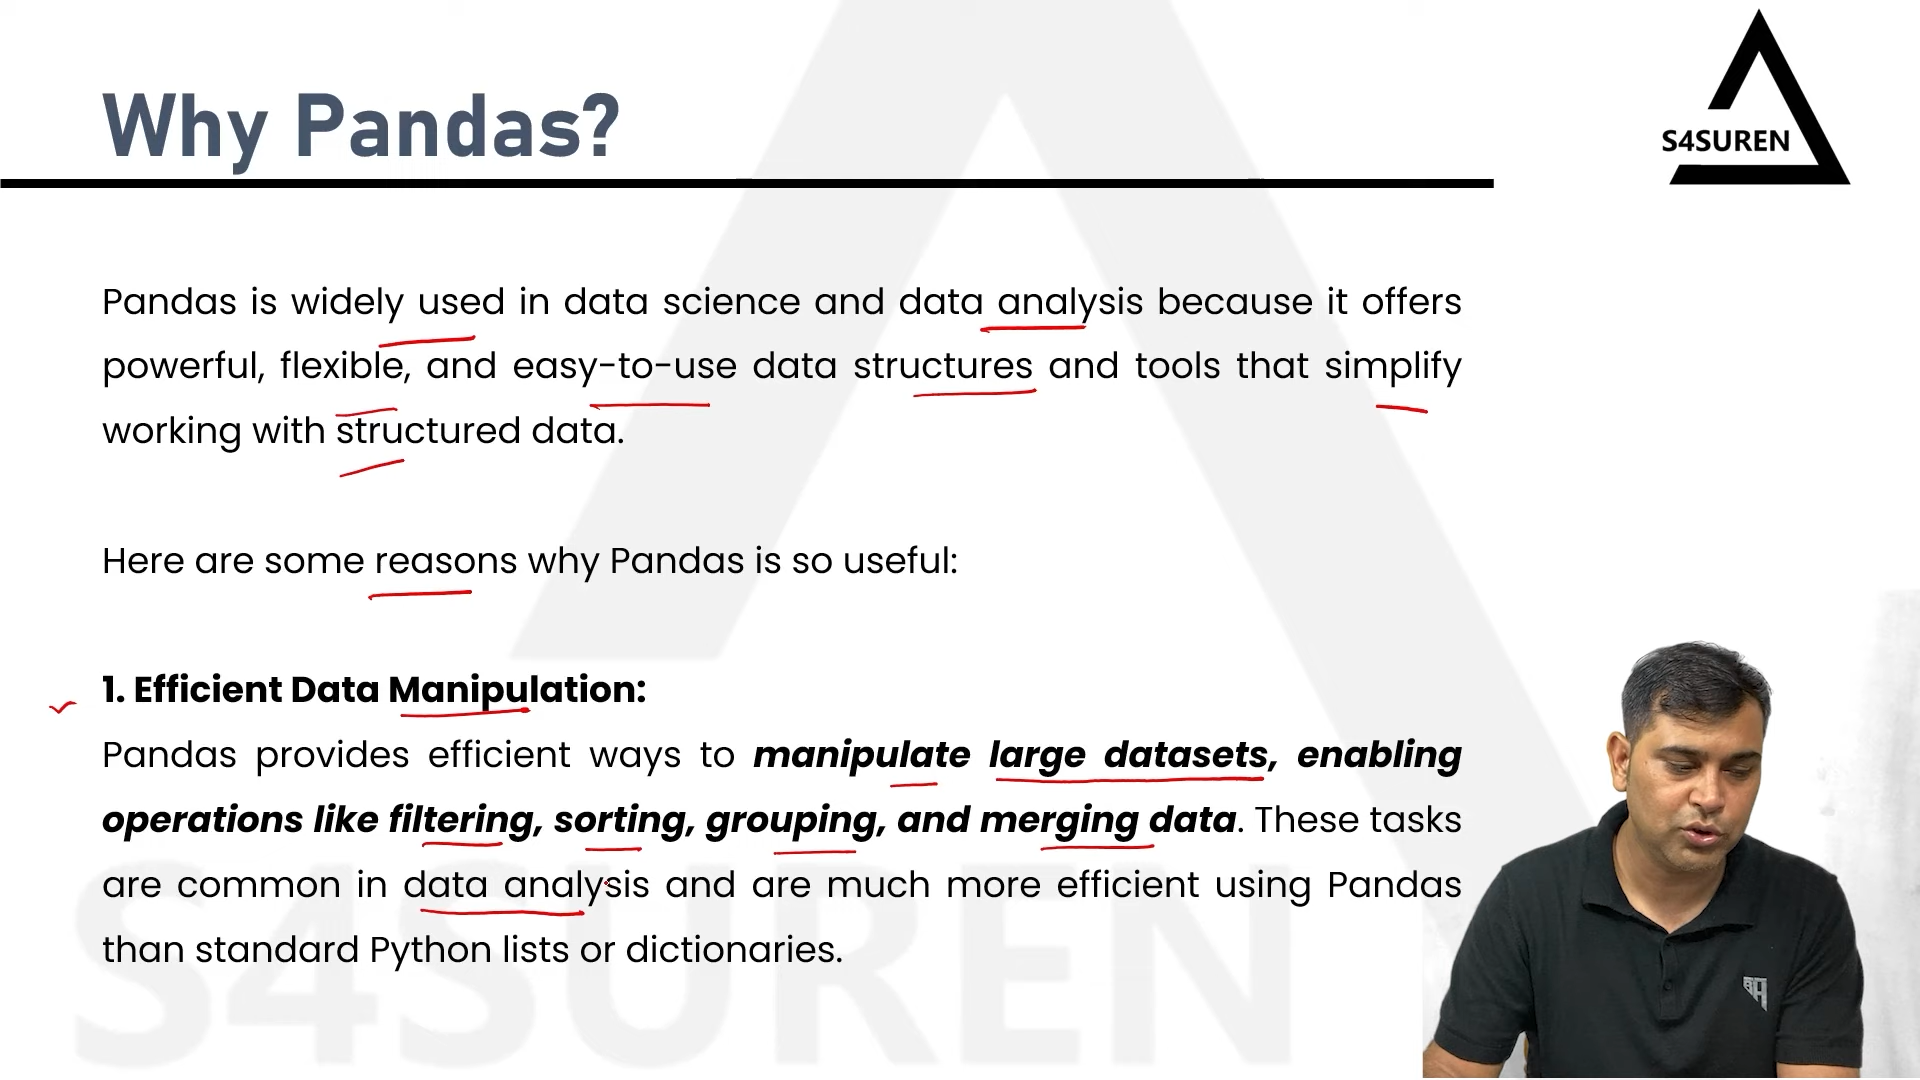 Why Pandas?
S4SUREN
Pandas is widely used in data science and data analysis because it offers
powerful, flexible, and easy-to-use data structures and tools that simplify
working with structured data.
Here are some reasons why Pandas is so useful:
1. Efficient Data Manipulation:
Pandas provides efficient ways to manipulate large datasets, enabling
operations like filtering, sorting, grouping, and merging data. These tasks
are common in data analysis and are much more efficient using Pandas
than standard Python lists or dictionaries.
S4SUREN